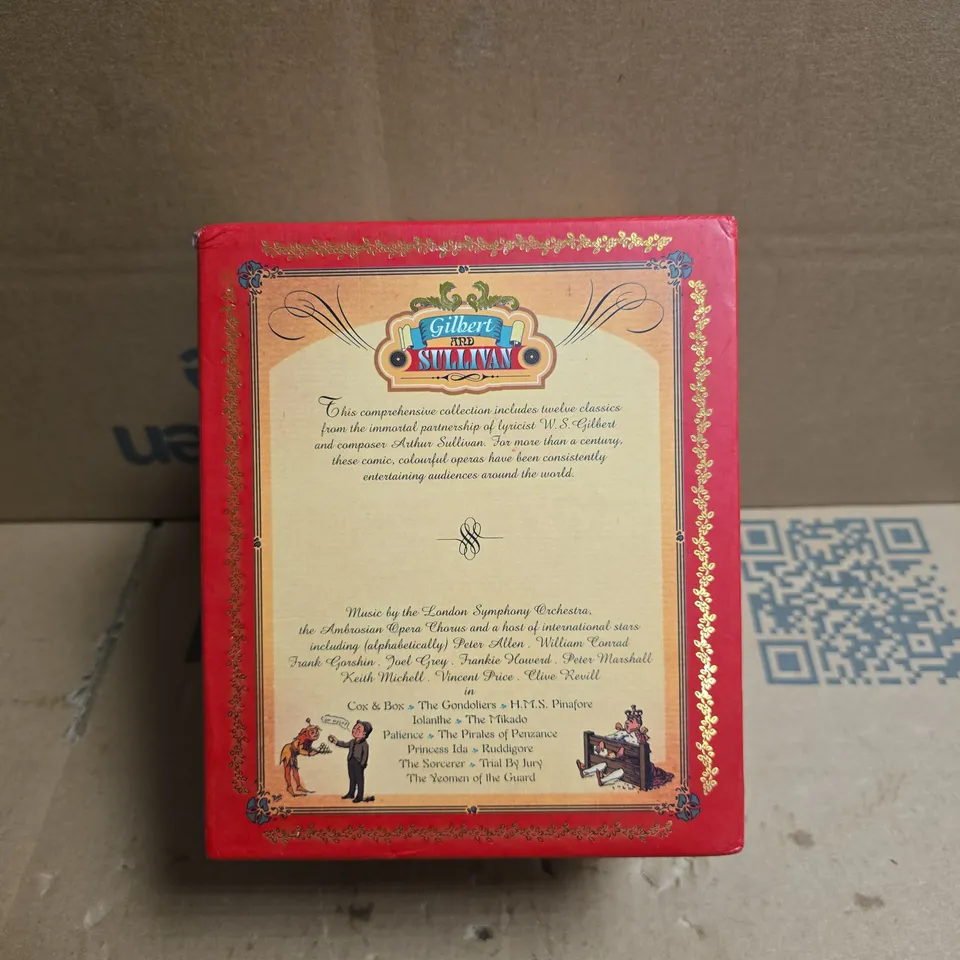 Gilbert
AND
SULLIVAN
This comprehensive collection includes twelve classics
from the immortal partnership of lyricist W.S. Gilbert
and composer Arthur Sullivan. For more than a century,
these comic, colourful operas have been consistently
entertaining audiences around the world.
Music by the London Symphony Orchestra,
the Ambrosian Opera Chorus and a host of international stars
including (alphabetically) Peter Allen . William Conrad
Frank Gorshin . Joel Grey . Frankie Howerd . Peter Marshall
Keith Michell . Vincent Price . Clive Revill
in
Cox & Box The Gondoliers H.M.S. Pinafore
Iolanthe The Mikado
Patience The Pirates of Penzance
Princess Ida Ruddigore
The Sorcerer Trial By Jury
The Yeomen of the Guard